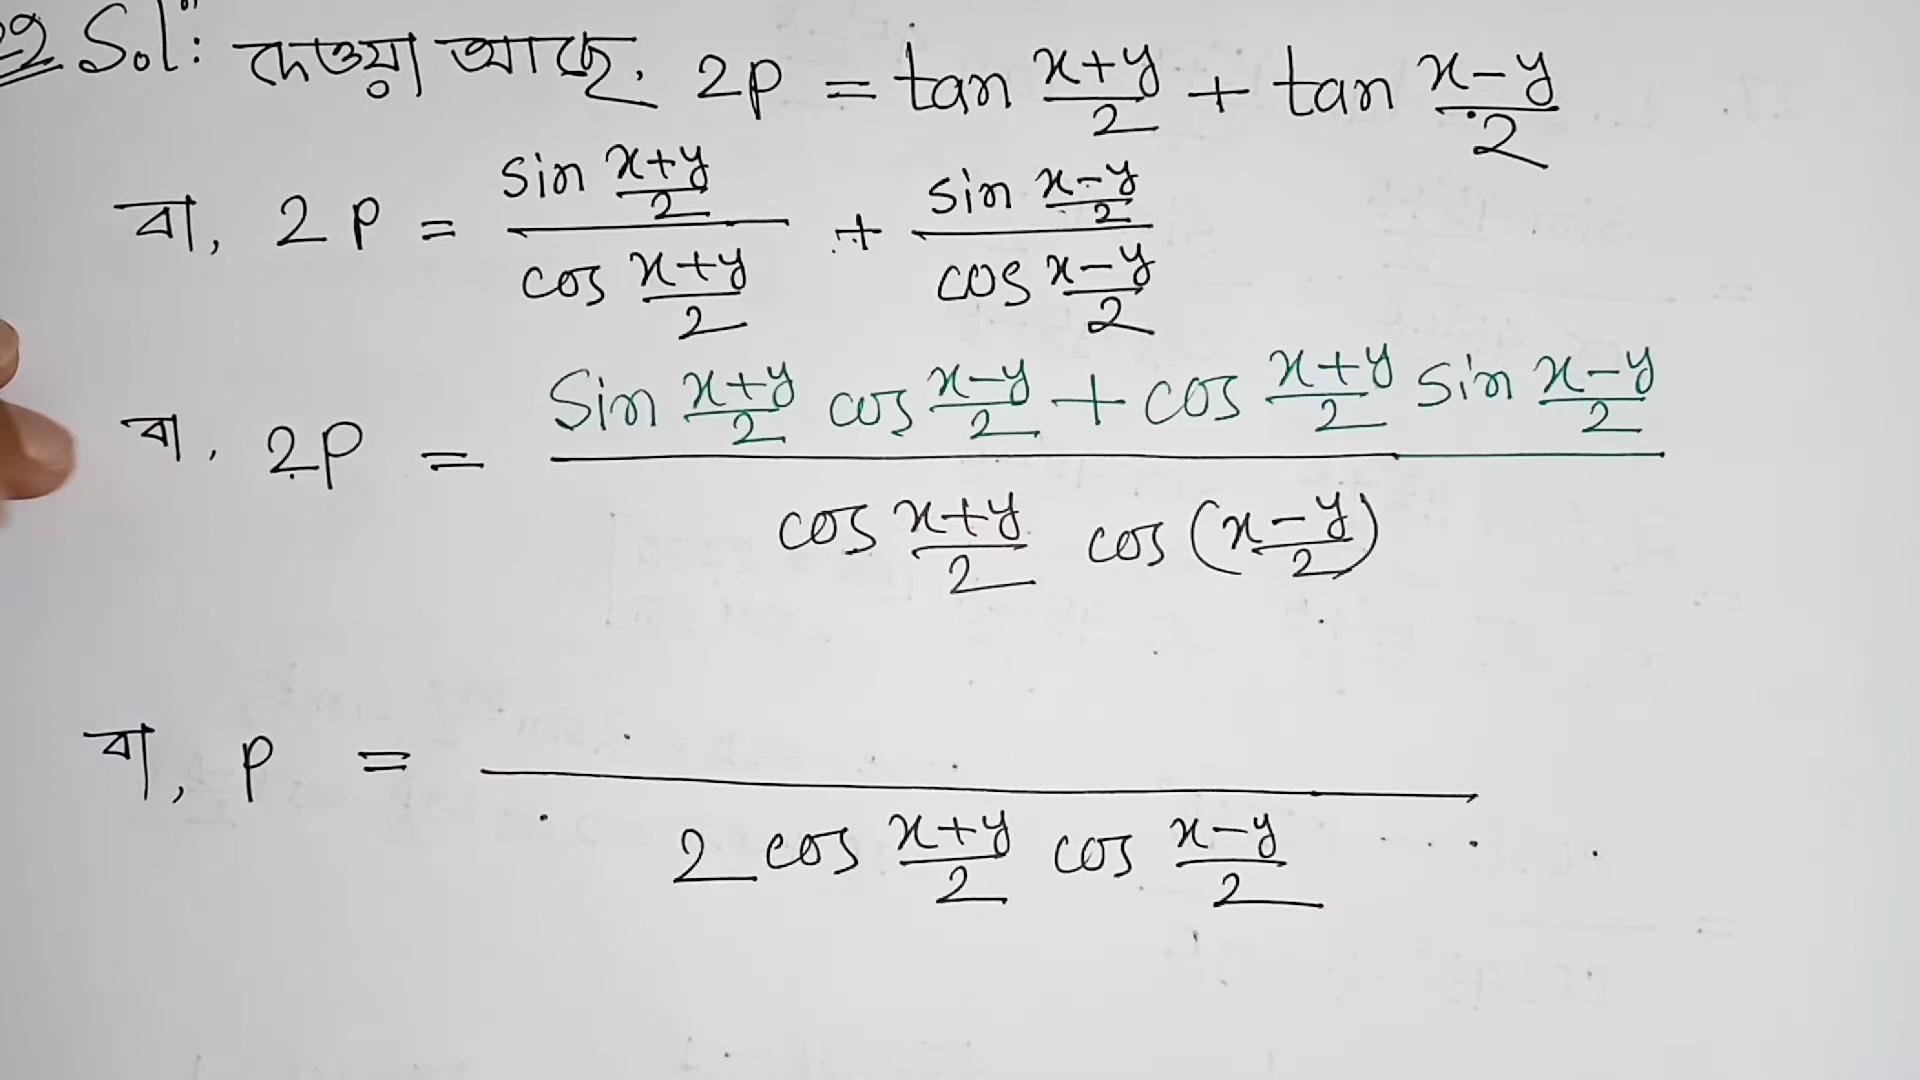 Sol: দেওয়া আছে, 2p = tan x+y/2 + tan x-y/2
বা, 2p = sin x+y/2 / cos x+y/2 + sin x-y/2 / cos x-y/2
বা, 2p = Sin x+y/2 cos x-y/2 + cos x+y/2 sin x-y/2 / cos x+y/2 cos (x-y/2)
বা, p = / 2 cos x+y/2 cos x-y/2